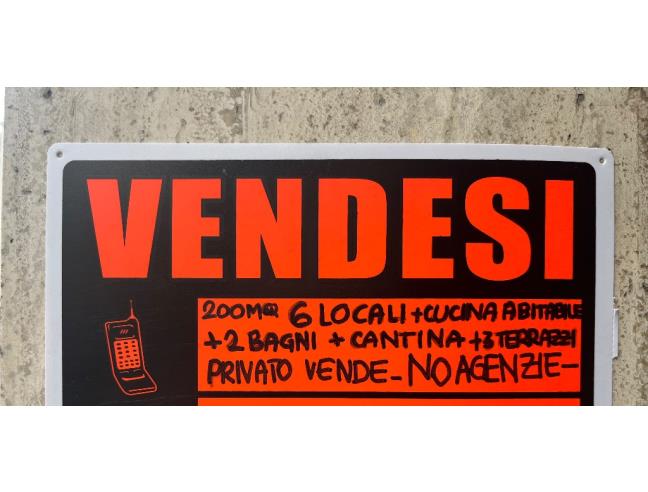 VENDESI
200MQ 6 LOCALI + CUCINA ABITABILE
+ 2 BAGNI + CANTINA + 3 TERRAZZI
PRIVATO VENDE - NO AGENZIE -